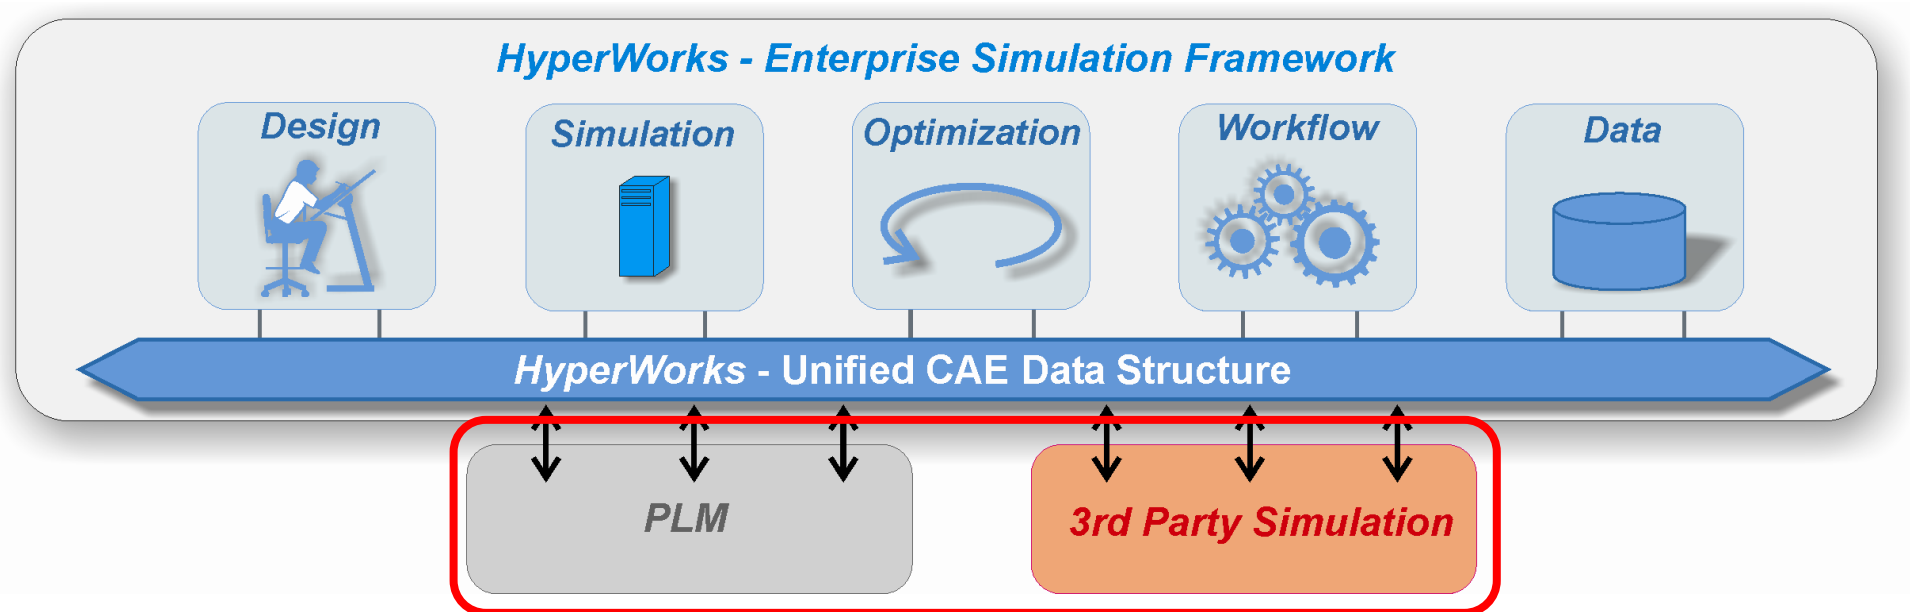 HyperWorks - Enterprise Simulation Framework
Design
Simulation
Optimization
Workflow
Data
HyperWorks - Unified CAE Data Structure
PLM
3rd Party Simulation